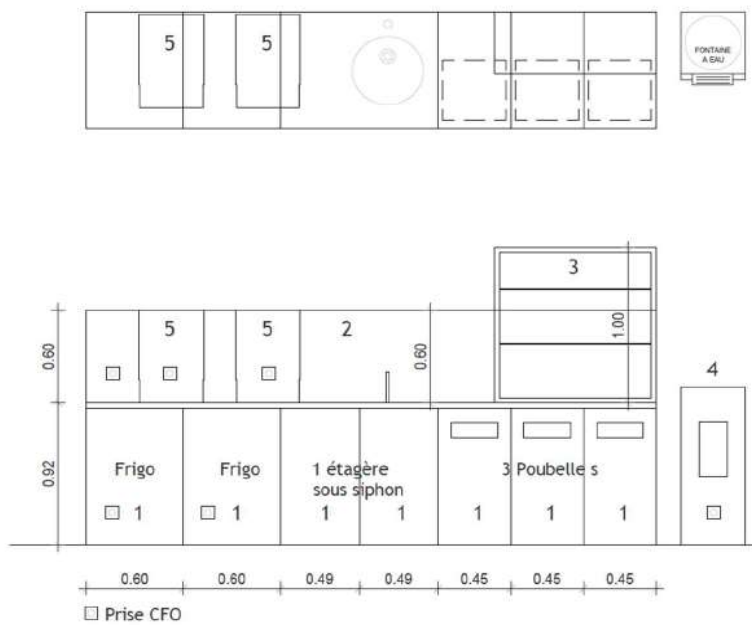 5 5
FONTAINE
A EAU
3
5 5 2
0.60 0.60 1.00
4
0.92
Frigo Frigo 1 étagère 3 Poubelle s
sous siphon
1 1 1 1 1 1 1
0.60 0.60 0.49 0.49 0.45 0.45 0.45
Prise CFO